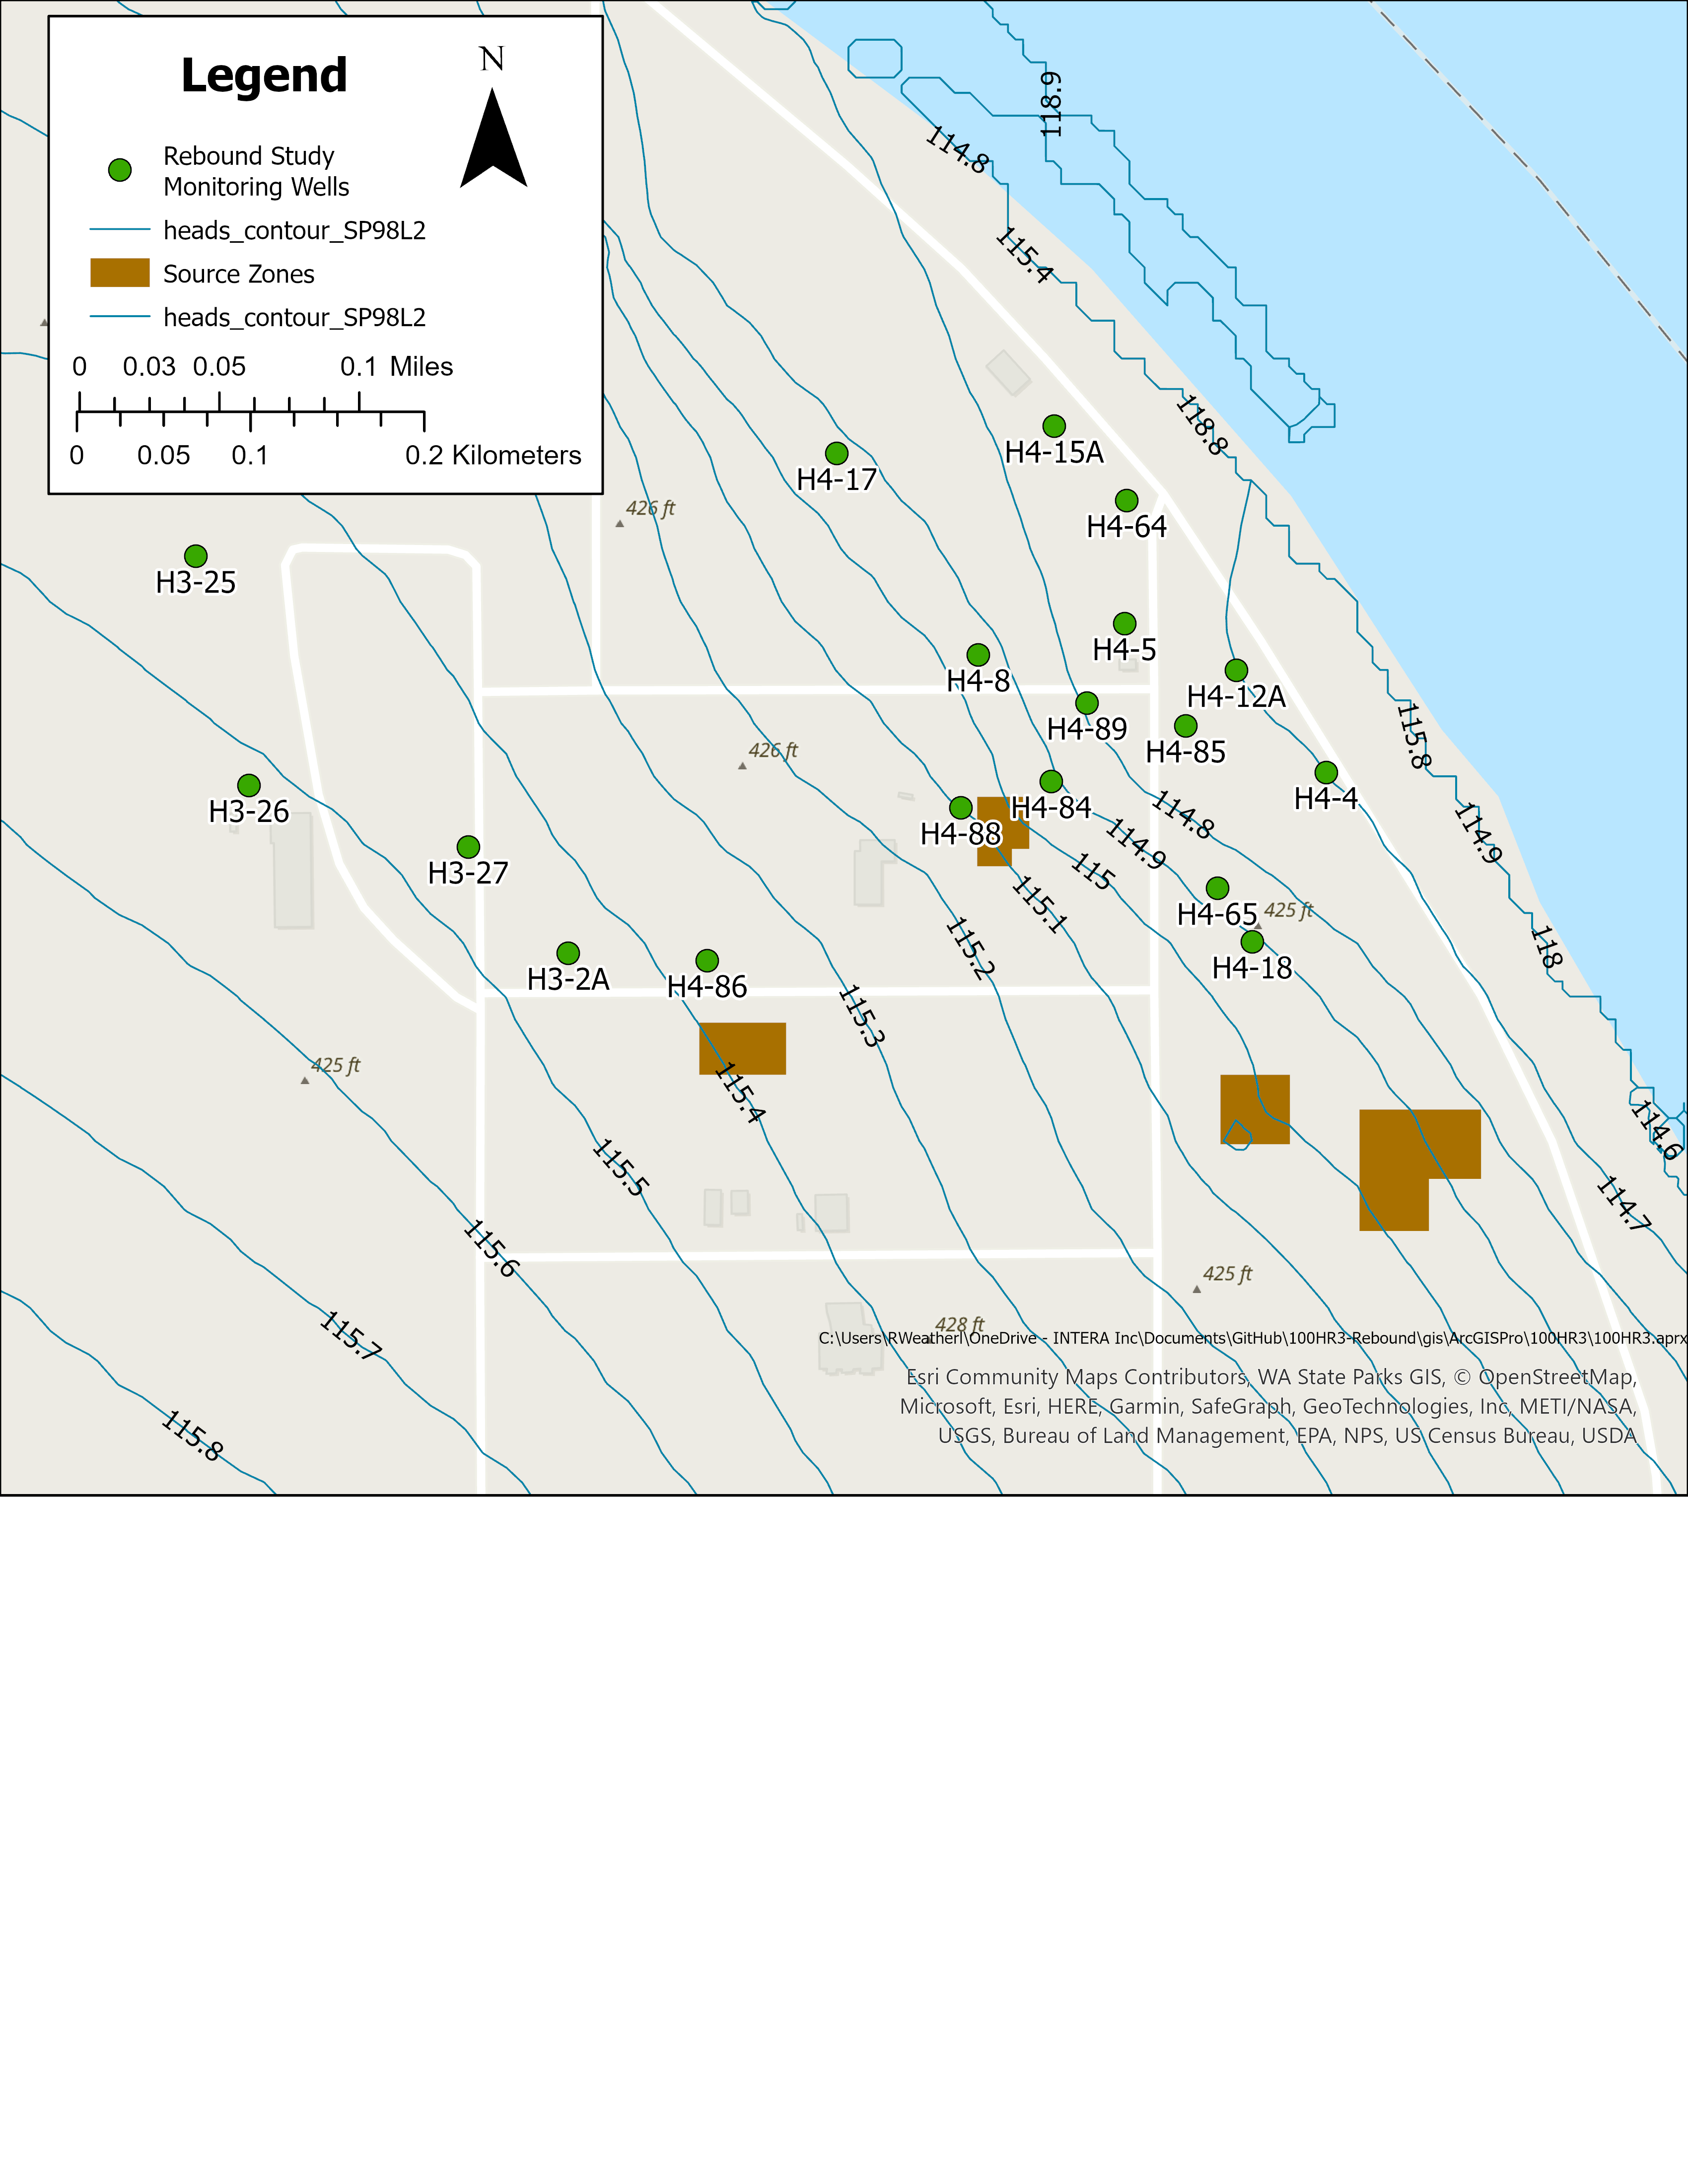 Legend
N
Rebound Study
Monitoring Wells
heads_contour_SP98L2
Source Zones
heads_contour_SP98L2
0 0.03 0.05 0.1 Miles
0 0.05 0.1 0.2 Kilometers
118.9
114.8
115.4
118.8
H4-15A
H4-17
426 ft
H4-64
H3-25
H4-5
H4-8
H4-12A
H4-89
H4-85
115.8
426 ft
H4-4
H3-26
H4-84
114.8
H4-88
114.9
114.9
H3-27
115
115.1
H4-65
425 ft
115.2
118
H4-18
H3-2A
H4-86
115.3
425 ft
115.4
114.6
115.5
114.7
115.6
425 ft
115.7
428 ft
C:\Users\RWeatherl\OneDrive - INTERA Inc\Documents\GitHub\100HR3-Rebound\gis\ArcGISPro\100HR3\100HR3.aprx
Esri Community Maps Contributors, WA State Parks GIS, © OpenStreetMap,
Microsoft, Esri, HERE, Garmin, SafeGraph, GeoTechnologies, Inc, METI/NASA,
115.8
USGS, Bureau of Land Management, EPA, NPS, US Census Bureau, USDA